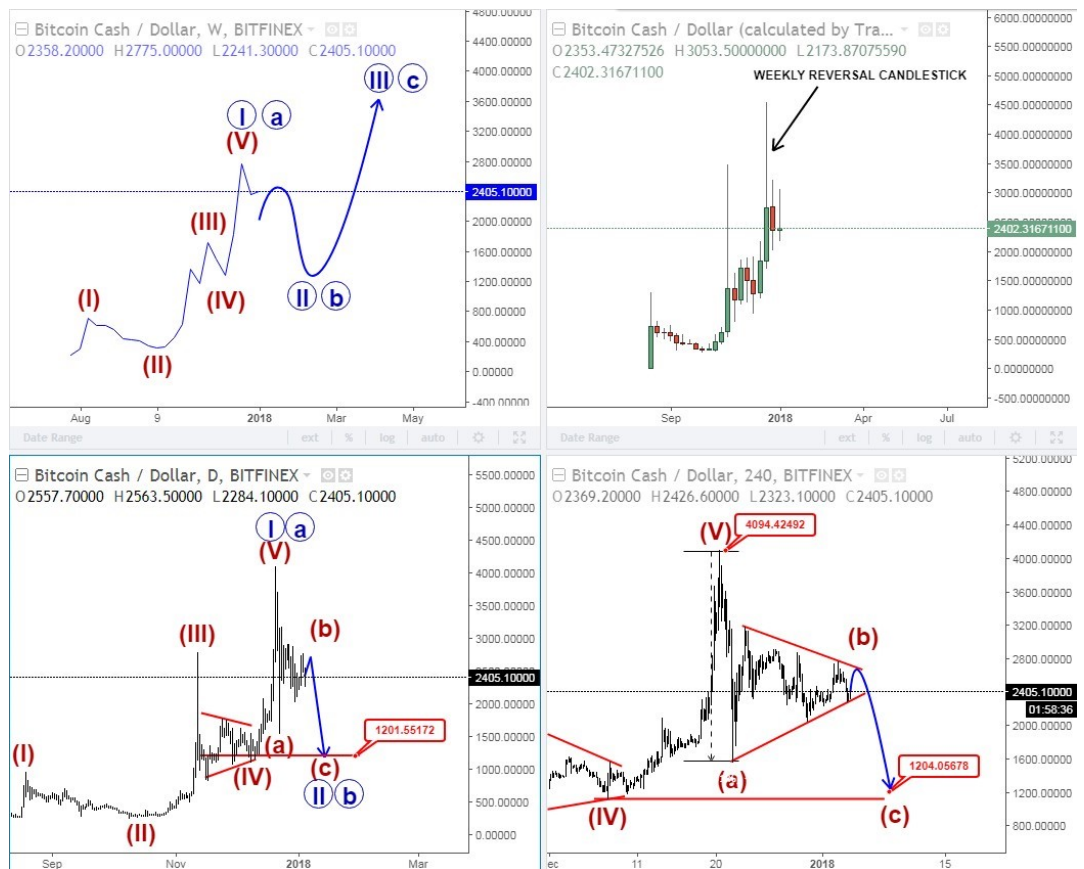 Bitcoin Cash / Dollar, W, BITFINEX
O2358.20000 H2775.00000 L2241.30000 C2405.10000
4800.00000
4400.00000
4000.00000
3600.00000
3200.00000
2800.00000
2405.10000
2000.00000
1600.00000
1200.00000
800.00000
400.00000
0.00000
-400.00000
III c
I a
(V)
(III)
(I)
(IV)
(II)
II b
Aug 9 2018 Mar May
Date Range ext % log auto
Bitcoin Cash / Dollar (calculated by Tra...
O2353.47327526 H3053.50000000 L2173.87075590
C2402.31671100
WEEKLY REVERSAL CANDLESTICK
6000.00000000
5500.00000000
5000.00000000
4500.00000000
4000.00000000
3500.00000000
3000.00000000
2402.31671100
2000.00000000
1500.00000000
1000.00000000
500.00000000
0.00000000
-500.00000000
Sep 2018 Apr Jul
Date Range ext % log auto
Bitcoin Cash / Dollar, D, BITFINEX
O2557.70000 H2563.50000 L2284.10000 C2405.10000
5500.00000
5000.00000
4500.00000
4000.00000
3500.00000
3000.00000
2405.10000
2000.00000
1500.00000
1000.00000
500.00000
0.00000
I a
(V)
(III)
(b)
1201.55172
(I)
(a)
(IV)
(c)
II b
(II)
Sep Nov 2018 Mar
Bitcoin Cash / Dollar, 240, BITFINEX
O2369.20000 H2426.60000 L2323.10000 C2405.10000
5200.00000
4800.00000
4400.00000
4000.00000
3600.00000
3200.00000
2800.00000
2405.10000
01:58:36
2000.00000
1600.00000
1200.00000
800.00000
4094.42492
(V)
(b)
1204.05678
(a)
(IV)
(c)
ec 11 20 2018 15